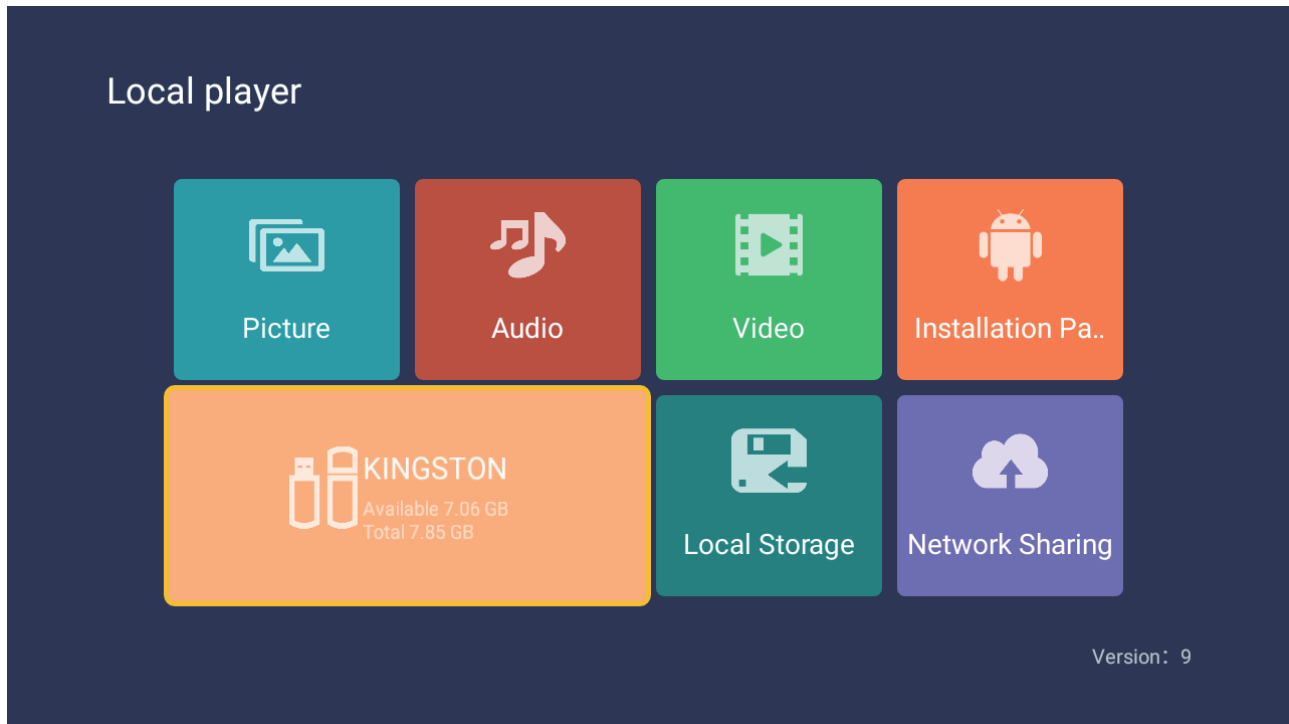 Local player
Picture
Audio
Video
Installation Pa..
KINGSTON
Available 7.06 GB
Total 7.85 GB
Local Storage
Network Sharing
Version：9